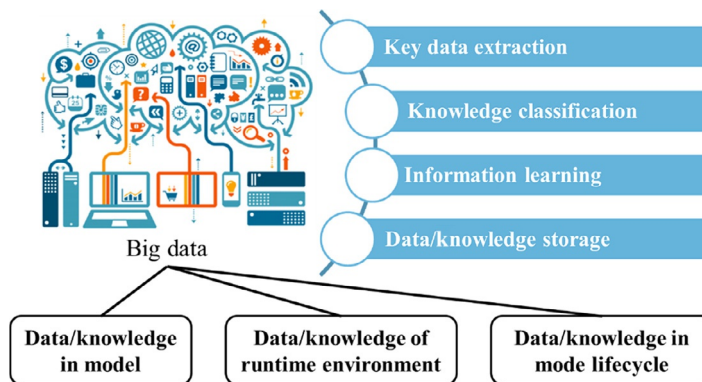 Key data extraction
Knowledge classification
Information learning
Data/knowledge storage
Big data
Data/knowledge
in model
Data/knowledge of
runtime environment
Data/knowledge in
mode lifecycle